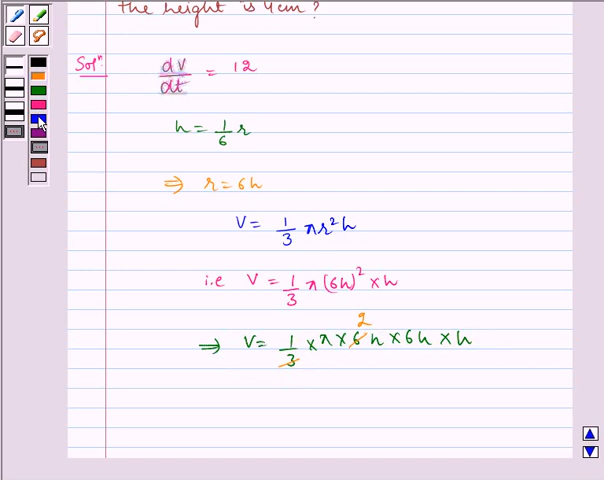 the height is 4cm?
Solⁿ.
dV/dt = 12
h = 1/6 r
⇒ r = 6h
V = 1/3 πr²h
i.e V = 1/3 π (6h)² × h
2
⇒ V = 1/3 × π × 6h × 6h × h